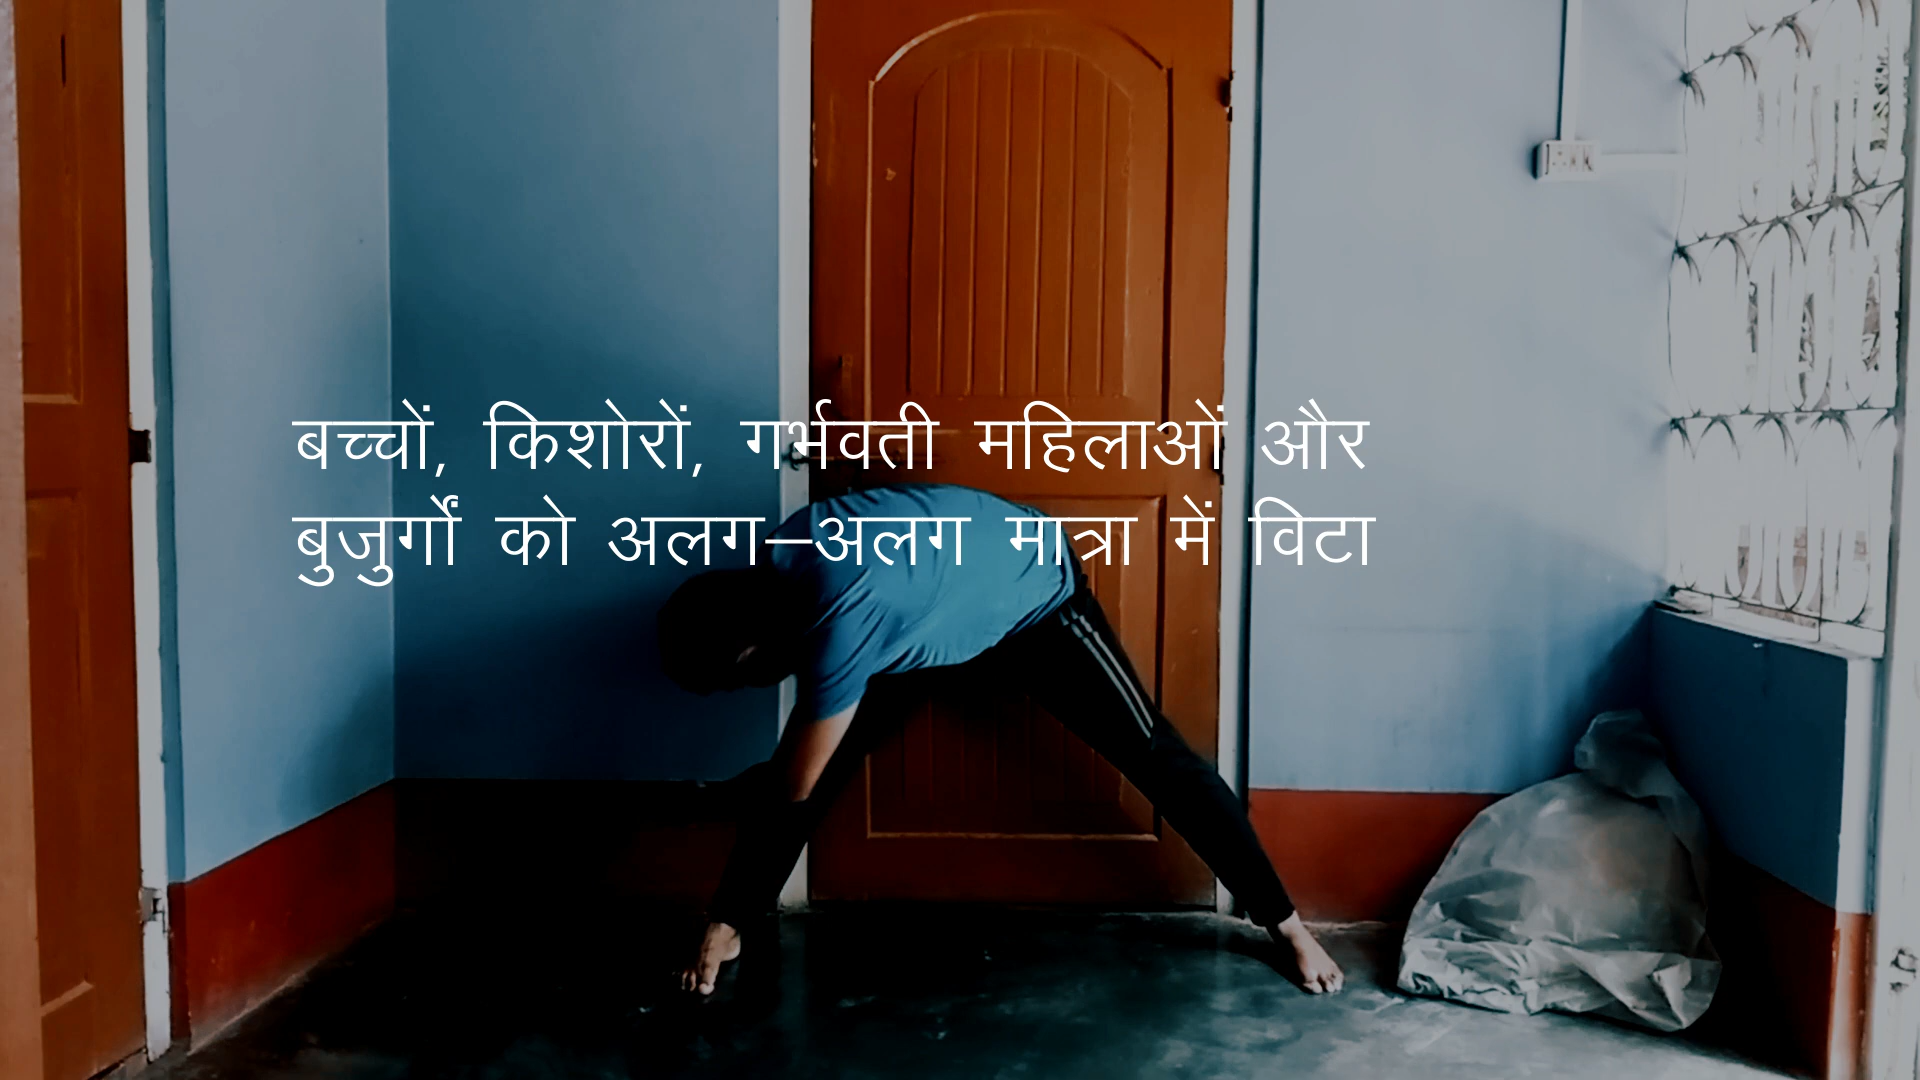 बच्चों, किशोरों, गर्भवती महिलाओं और
बुजुर्गों को अलग–अलग मात्रा में विटा